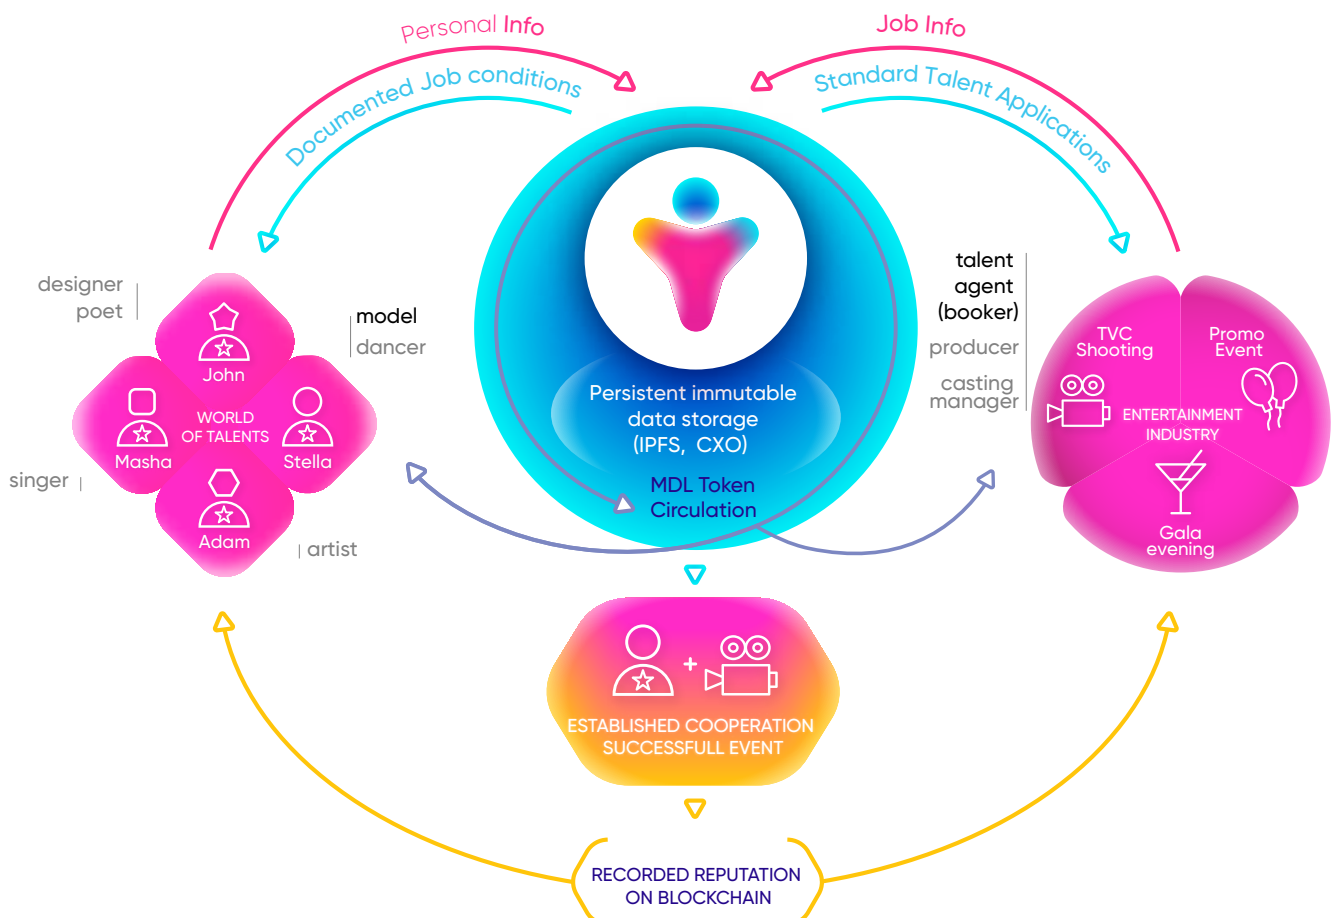 Personal Info
Job Info
Documented Job conditions
Standard Talent Applications
designer
poet
model
dancer
singer
artist
John
Masha
WORLD
OF TALENTS
Stella
Adam
Persistent immutable
data storage
(IPFS, CXO)
MDL Token
Circulation
talent
agent
(booker)
producer
casting
manager
TVC
Shooting
Promo
Event
ENTERTAINMENT
INDUSTRY
Gala
evening
+
ESTABLISHED COOPERATION
SUCCESSFULL EVENT
RECORDED REPUTATION
ON BLOCKCHAIN